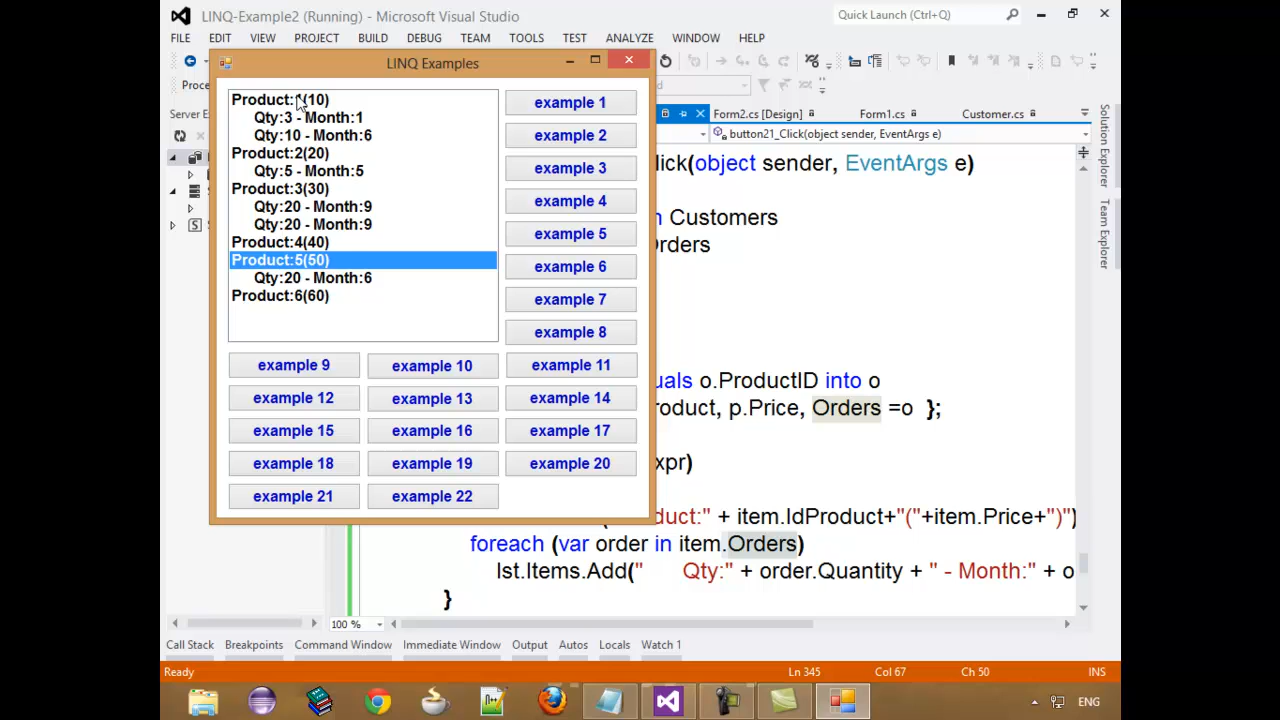 LINQ-Example2 (Running) - Microsoft Visual Studio
Quick Launch (Ctrl+Q)
FILE EDIT VIEW PROJECT BUILD DEBUG TEAM TOOLS TEST ANALYZE WINDOW HELP
LINQ Examples
Proce
Server E
Form2.cs [Design] Form1.cs Customer.cs
button21_Click(object sender, EventArgs e)
Product:1(10)
Qty:3 - Month:1
Qty:10 - Month:6
Product:2(20)
Qty:5 - Month:5
Product:3(30)
Qty:20 - Month:9
Qty:20 - Month:9
Product:4(40)
Product:5(50)
Qty:20 - Month:6
Product:6(60)
example 1
example 2
example 3
example 4
example 5
example 6
example 7
example 8
example 9 example 10 example 11
example 12 example 13 example 14
example 15 example 16 example 17
example 18 example 19 example 20
example 21 example 22
lick(object sender, EventArgs e)
n Customers
Orders
uals o.ProductID into o
oduct, p.Price, Orders =o };
xpr)
duct:" + item.IdProduct+"("+item.Price+")")
foreach (var order in item.Orders)
lst.Items.Add(" Qty:" + order.Quantity + " - Month:" + o
}
Solution Explorer
Team Explorer
100 %
Call Stack Breakpoints Command Window Immediate Window Output Autos Locals Watch 1
Ready Ln 345 Col 67 Ch 50 INS
ENG